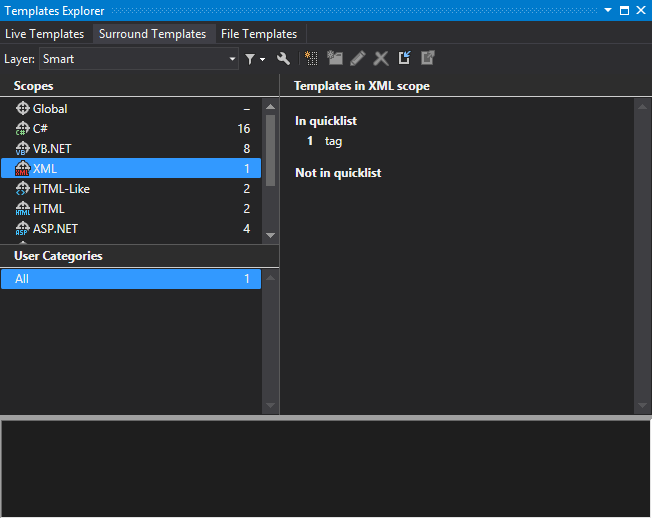 Templates Explorer
Live Templates Surround Templates File Templates
Layer: Smart
Scopes
Global –
C# 16
VB.NET 8
XML 1
HTML-Like 2
HTML 2
ASP.NET 4
User Categories
All 1
Templates in XML scope
In quicklist
1 tag
Not in quicklist